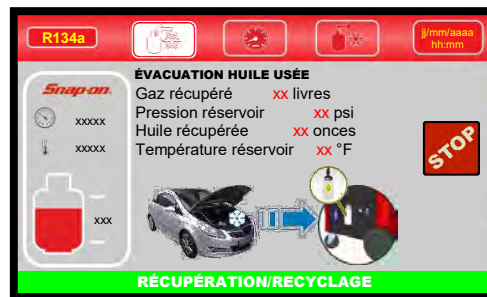 R134a
jj/mm/aaaa
hh:mm
Snap-on
ÉVACUATION HUILE USÉE
Gaz récupéré xx livres
Pression réservoir xx psi
Huile récupérée xx onces
Température réservoir xx °F
xxxxx
xxxxx
xxx
STOP
RÉCUPÉRATION/RECYCLAGE